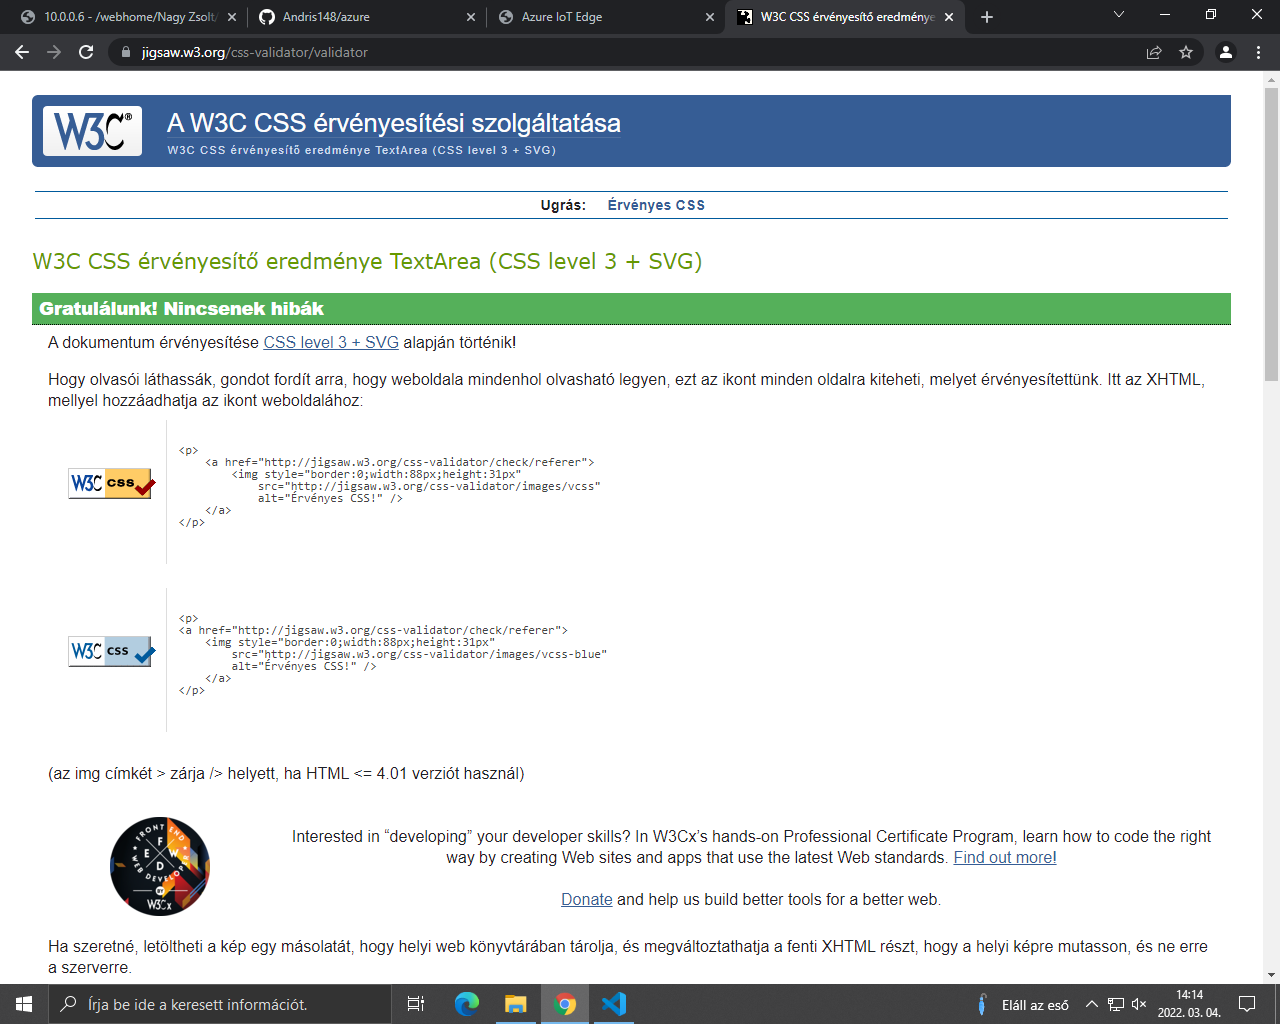 10.0.0.6 - /webhome/Nagy Zsolt/
Andris148/azure
Azure IoT Edge
W3C CSS érvényesítő eredménye
jigsaw.w3.org/css-validator/validator
W3C®
A W3C CSS érvényesítési szolgáltatása
W3C CSS érvényesítő eredménye TextArea (CSS level 3 + SVG)
Ugrás: Érvényes CSS
W3C CSS érvényesítő eredménye TextArea (CSS level 3 + SVG)
Gratulálunk! Nincsenek hibák
A dokumentum érvényesítése CSS level 3 + SVG alapján történik!
Hogy olvasói láthassák, gondot fordít arra, hogy weboldala mindenhol olvasható legyen, ezt az ikont minden oldalra kiteheti, melyet érvényesítettünk. Itt az XHTML,
mellyel hozzáadhatja az ikont weboldalához:
W3C CSS
<p>
<a href="http://jigsaw.w3.org/css-validator/check/referer">
<img style="border:0;width:88px;height:31px"
src="http://jigsaw.w3.org/css-validator/images/vcss"
alt="Érvényes CSS!" />
</a>
</p>
W3C CSS
<p>
<a href="http://jigsaw.w3.org/css-validator/check/referer">
<img style="border:0;width:88px;height:31px"
src="http://jigsaw.w3.org/css-validator/images/vcss-blue"
alt="Érvényes CSS!" />
</a>
</p>
(az img címkét > zárja /> helyett, ha HTML <= 4.01 verziót használ)
FRONT END
F
E W
D
WEB DEVELOPER
BY
W3Cx
Interested in “developing” your developer skills? In W3Cx’s hands-on Professional Certificate Program, learn how to code the right
way by creating Web sites and apps that use the latest Web standards. Find out more!
Donate and help us build better tools for a better web.
Ha szeretné, letöltheti a kép egy másolatát, hogy helyi web könyvtárában tárolja, és megváltoztathatja a fenti XHTML részt, hogy a helyi képre mutasson, és ne erre
a szerverre.
Írja be ide a keresett információt.
Eláll az eső
14:14
2022. 03. 04.